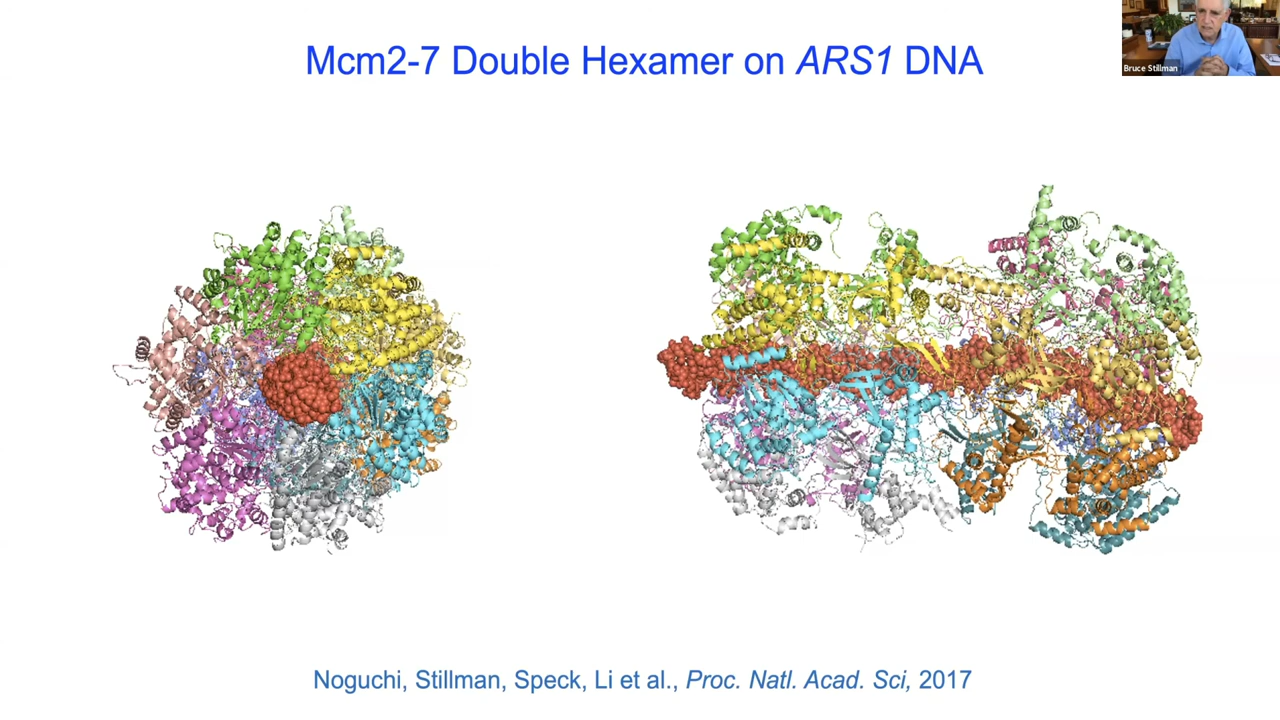 Mcm2-7 Double Hexamer on ARS1 DNA
Bruce Stillman
Noguchi, Stillman, Speck, Li et al., Proc. Natl. Acad. Sci, 2017